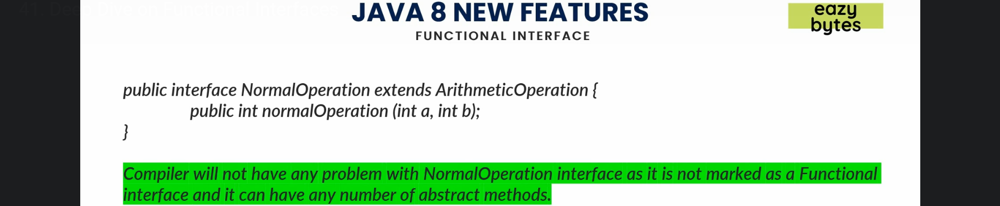 41. Deep Dive on Functional Interfaces
JAVA 8 NEW FEATURES
eazy
bytes
FUNCTIONAL INTERFACE
public interface NormalOperation extends ArithmeticOperation {
public int normalOperation (int a, int b);
}
Compiler will not have any problem with NormalOperation interface as it is not marked as a Functional
interface and it can have any number of abstract methods.